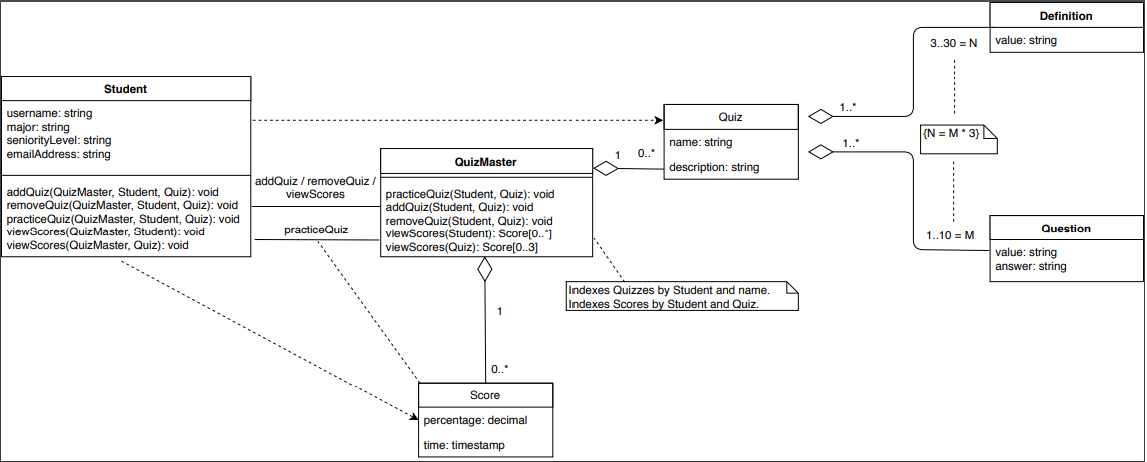 Student
username: string
major: string
seniorityLevel: string
emailAddress: string
addQuiz(QuizMaster, Student, Quiz): void
removeQuiz(QuizMaster, Student, Quiz): void
practiceQuiz(QuizMaster, Student, Quiz): void
viewScores(QuizMaster, Student): void
viewScores(QuizMaster, Quiz): void
addQuiz / removeQuiz /
viewScores
practiceQuiz
QuizMaster
practiceQuiz(Student, Quiz): void
addQuiz(Student, Quiz): void
removeQuiz(Student, Quiz): void
viewScores(Student): Score[0..*]
viewScores(Quiz): Score[0..3]
1
0..*
Quiz
name: string
description: string
1..*
1..*
3..30 = N
{N = M * 3}
1..10 = M
Definition
value: string
Question
value: string
answer: string
Indexes Quizzes by Student and name.
Indexes Scores by Student and Quiz.
1
0..*
Score
percentage: decimal
time: timestamp